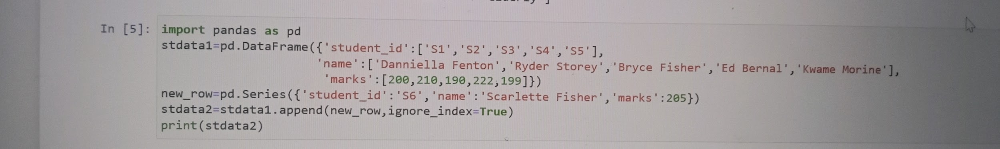 In [5]: import pandas as pd
stdata1=pd.DataFrame({'student_id':['S1','S2','S3','S4','S5'],
'name':['Danniella Fenton','Ryder Storey','Bryce Fisher','Ed Bernal','Kwame Morine'],
'marks':[200,210,190,222,199]})
new_row=pd.Series({'student_id':'S6','name':'Scarlette Fisher','marks':205})
stdata2=stdata1.append(new_row,ignore_index=True)
print(stdata2)